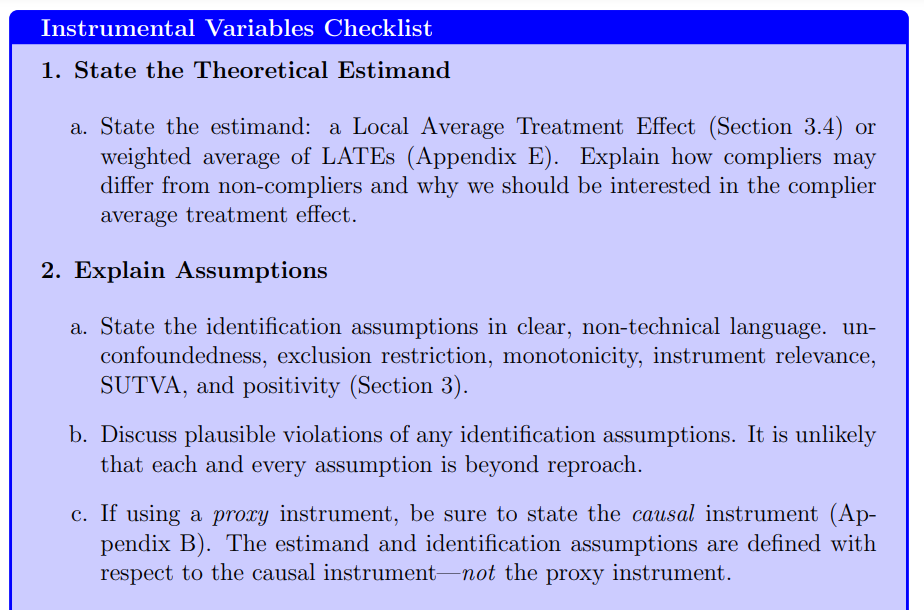 Instrumental Variables Checklist
1. State the Theoretical Estimand
a. State the estimand: a Local Average Treatment Effect (Section 3.4) or
weighted average of LATEs (Appendix E). Explain how compliers may
differ from non-compliers and why we should be interested in the complier
average treatment effect.
2. Explain Assumptions
a. State the identification assumptions in clear, non-technical language. un-
confoundedness, exclusion restriction, monotonicity, instrument relevance,
SUTVA, and positivity (Section 3).
b. Discuss plausible violations of any identification assumptions. It is unlikely
that each and every assumption is beyond reproach.
c. If using a proxy instrument, be sure to state the causal instrument (Ap-
pendix B). The estimand and identification assumptions are defined with
respect to the causal instrument—not the proxy instrument.